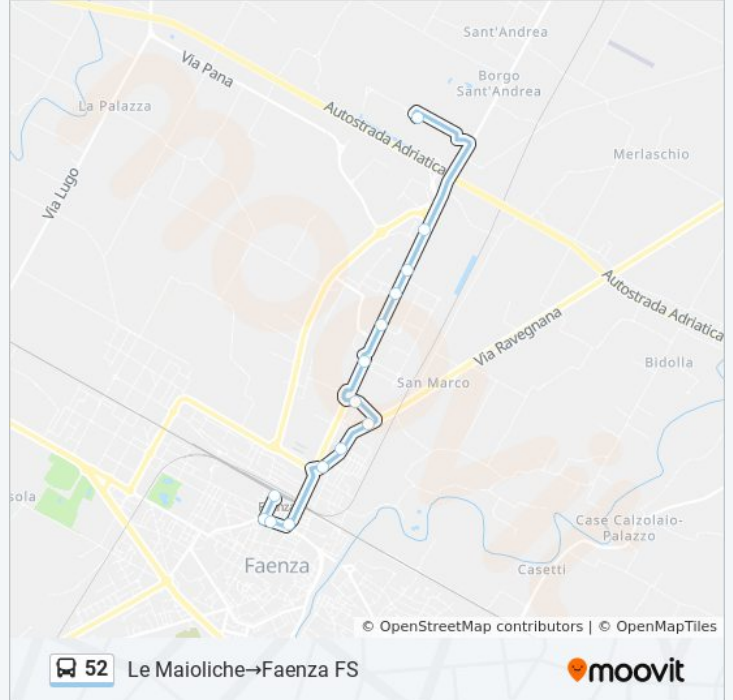 Sant'Andrea
Via Pana
Borgo
Sant'Andrea
La Palazza
Autostrada Adriatica
Merlaschio
Via Lugo
Autostrada Adriatica
Via Ravegnana
Bidolla
San Marco
sola
Faenza
Case Calzolaio-
Palazzo
Faenza
Casetti
© OpenStreetMap contributors | © OpenMapTiles
52 Le Maioliche→Faenza FS
moovit